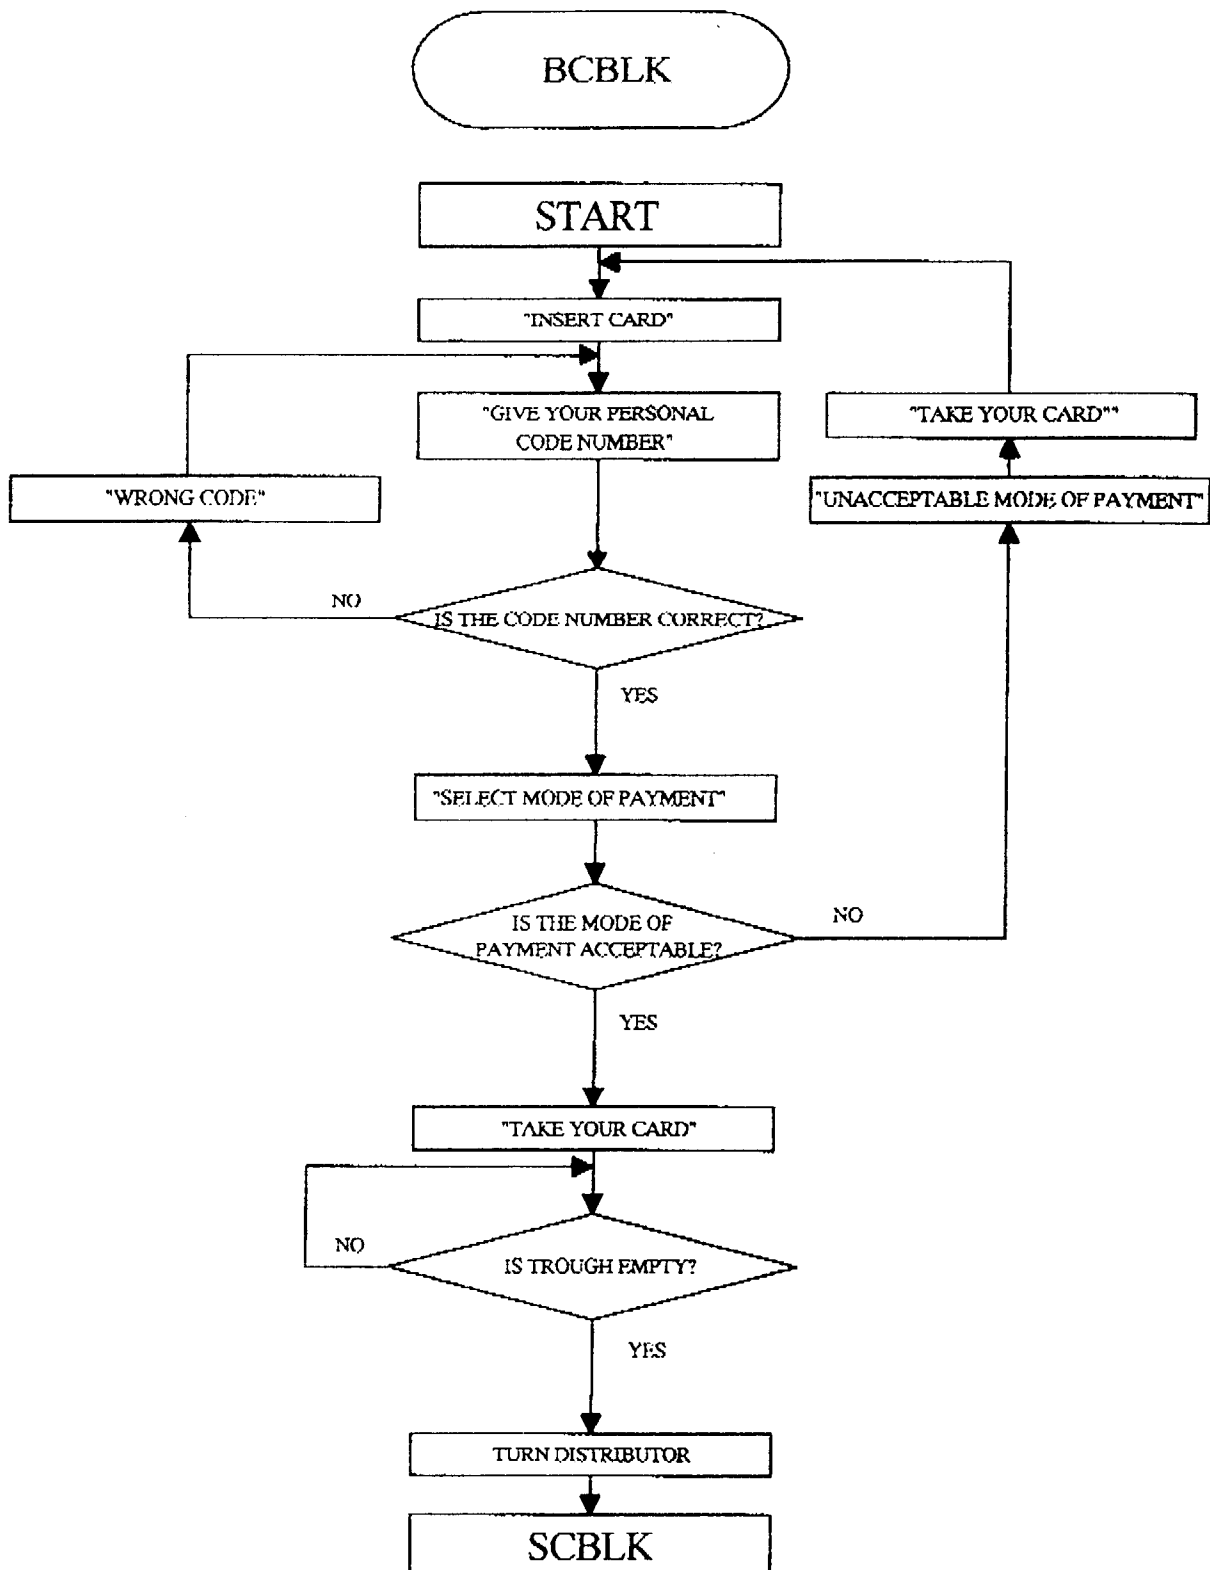 BCBLK
START
"INSERT CARD"
"GIVE YOUR PERSONAL
CODE NUMBER"
"TAKE YOUR CARD""
"WRONG CODE"
"UNACCEPTABLE MODE OF PAYMENT"
NO
IS THE CODE NUMBER CORRECT?
YES
"SELECT MODE OF PAYMENT"
IS THE MODE OF
PAYMENT ACCEPTABLE?
NO
YES
"TAKE YOUR CARD"
NO
IS TROUGH EMPTY?
YES
TURN DISTRIBUTOR
SCBLK